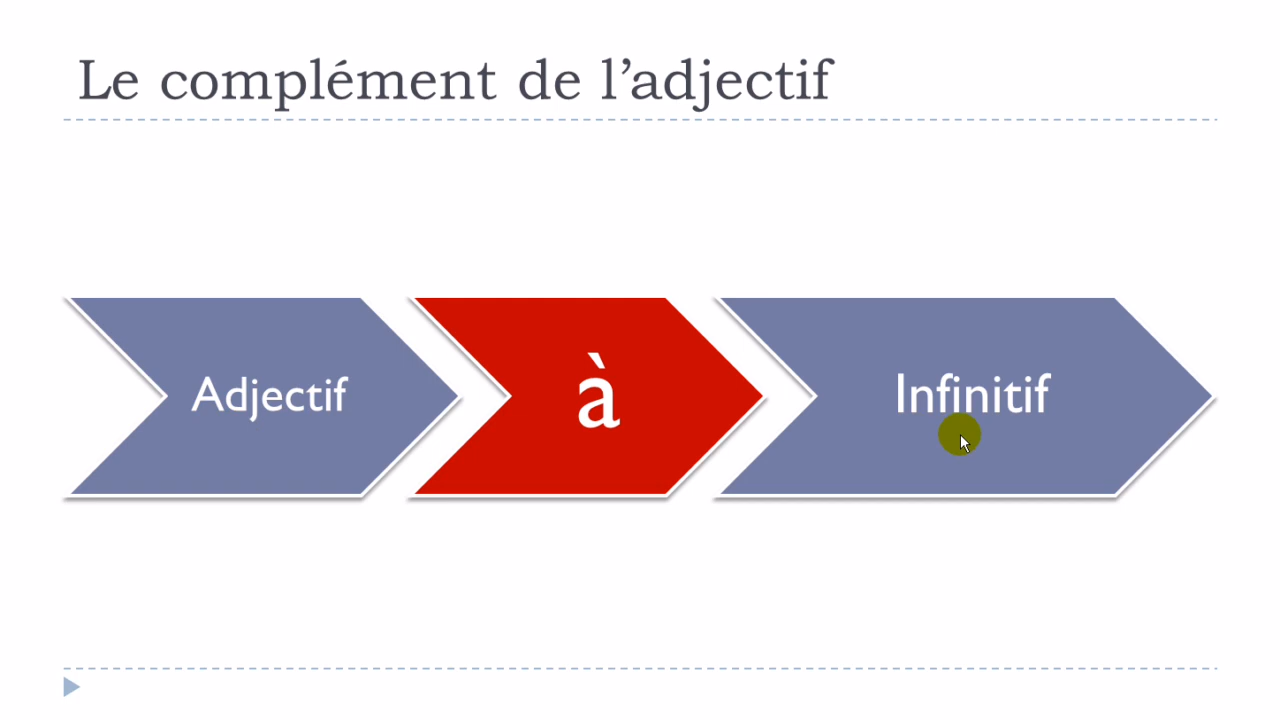 Le complément de l’adjectif
Adjectif
à
Infinitif